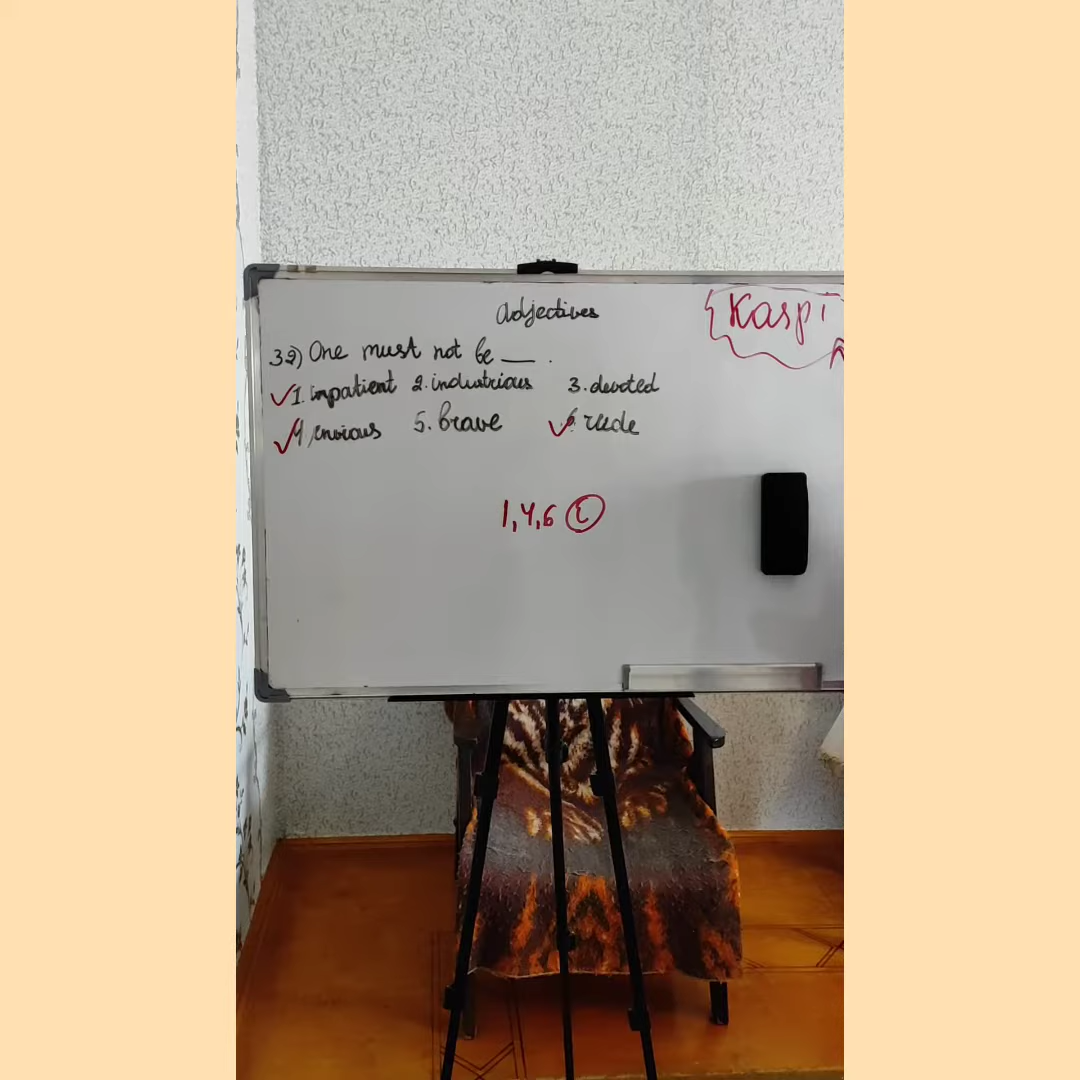 adjectives
Kaspi
32) One must not be ___ .
1. impatient 2. industrious 3. devoted
4. envious 5. brave 6. rude
1,4,6